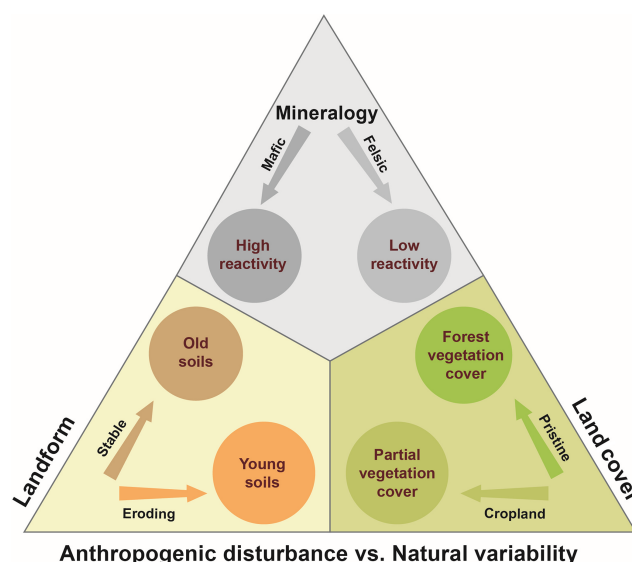 Mineralogy
Mafic
Felsic
High
reactivity
Low
reactivity
Old
soils
Forest
vegetation
cover
Landform
Stable
Young
soils
Eroding
Partial
vegetation
cover
Pristine
Cropland
Land cover
Anthropogenic disturbance vs. Natural variability